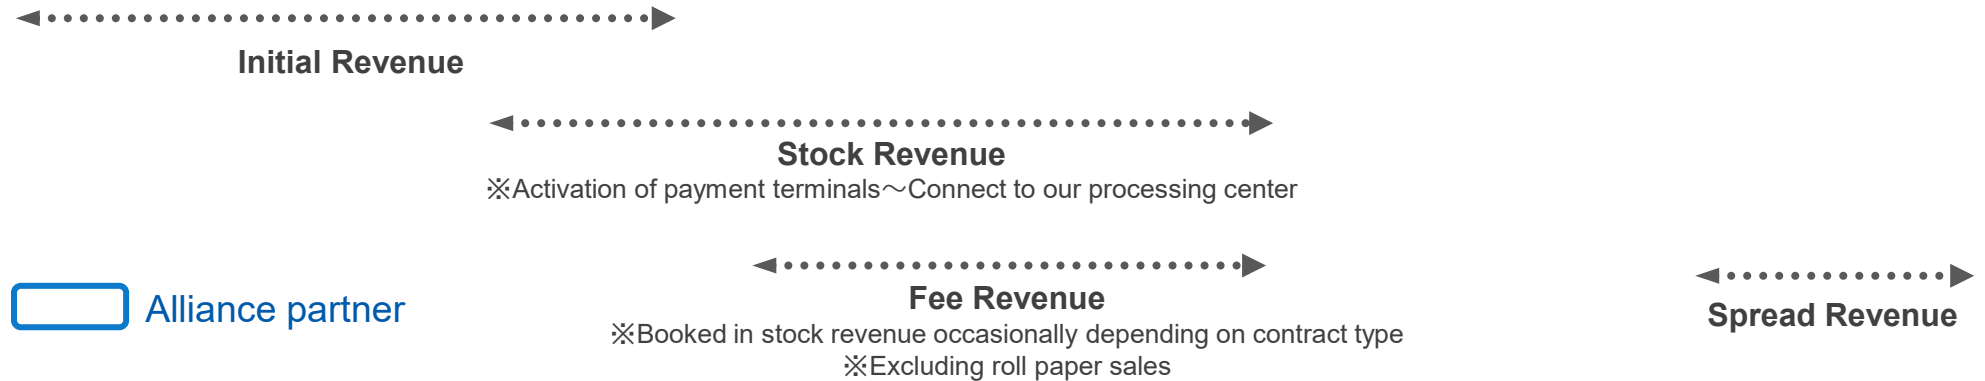 Initial Revenue
Stock Revenue
※Activation of payment terminals～Connect to our processing center
Fee Revenue
※Booked in stock revenue occasionally depending on contract type
※Excluding roll paper sales
Alliance partner
Spread Revenue